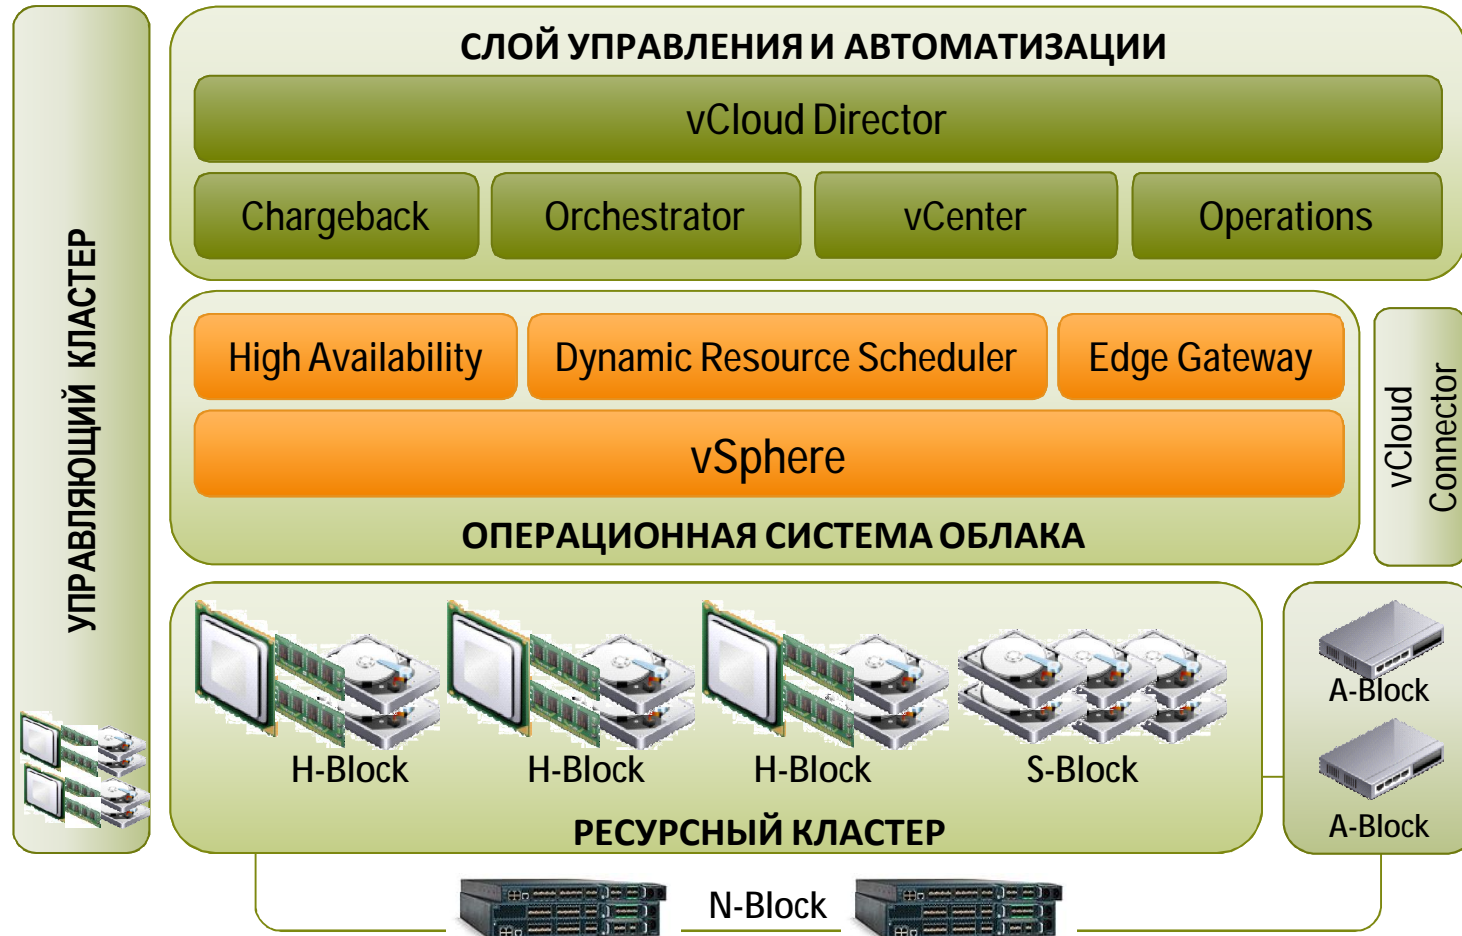 УПРАВЛЯЮЩИЙ КЛАСТЕР
СЛОЙ УПРАВЛЕНИЯ И АВТОМАТИЗАЦИИ
vCloud Director
Chargeback
Orchestrator
vCenter
Operations
High Availability
Dynamic Resource Scheduler
Edge Gateway
vSphere
ОПЕРАЦИОННАЯ СИСТЕМА ОБЛАКА
vCloud
Connector
H-Block
H-Block
H-Block
S-Block
РЕСУРСНЫЙ КЛАСТЕР
A-Block
A-Block
N-Block